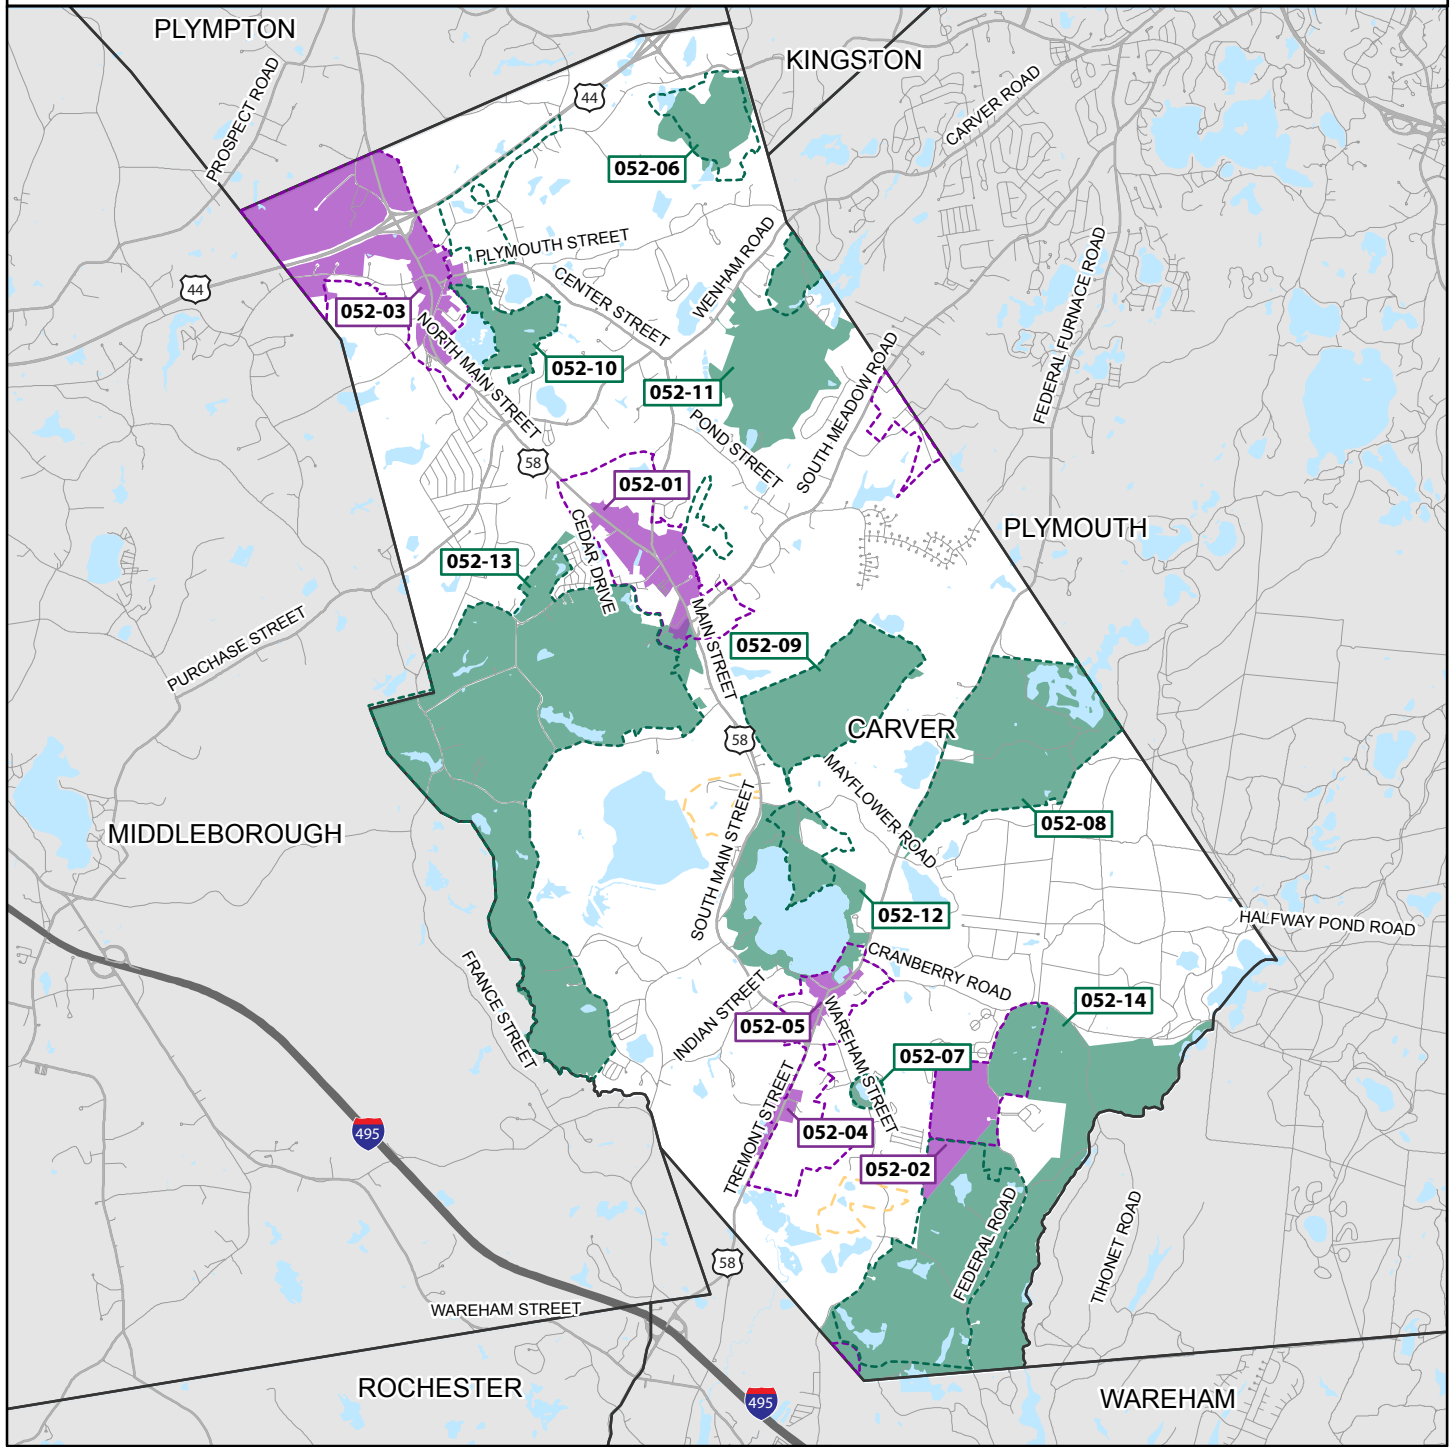 PLYMPTON
KINGSTON
PROSPECT ROAD
44
CARVER ROAD
052-06
PLYMOUTH STREET
WENHAM ROAD
44
CENTER STREET
FEDERAL FURNACE ROAD
052-03
NORTH MAIN STREET
052-10
052-11
SOUTH MEADOW ROAD
POND STREET
58
052-01
CEDAR DRIVE
PLYMOUTH
052-13
MAIN STREET
PURCHASE STREET
052-09
CARVER
58
MAYFLOWER ROAD
SOUTH MAIN STREET
052-08
MIDDLEBOROUGH
052-12
HALFWAY POND ROAD
CRANBERRY ROAD
FRANCE STREET
INDIAN STREET
052-14
052-05
WAREHAM STREET
052-07
TREMONT STREET
495
052-04
052-02
FEDERAL ROAD
TIHONET ROAD
58
WAREHAM STREET
ROCHESTER
495
WAREHAM